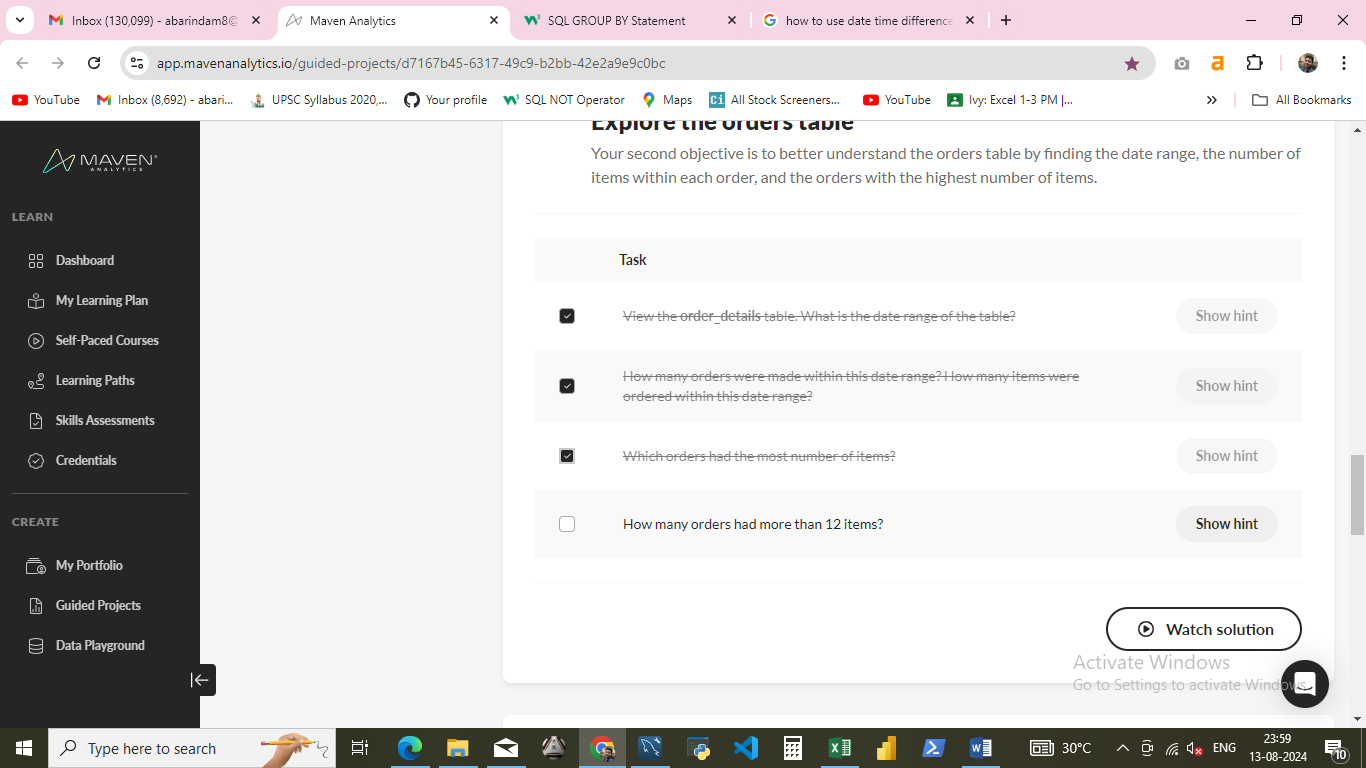 Inbox (130,099) - abarindam8@
Maven Analytics
SQL GROUP BY Statement
how to use date time difference
app.mavenanalytics.io/guided-projects/d7167b45-6317-49c9-b2bb-42e2a9e9c0bc
YouTube
Inbox (8,692) - abari...
UPSC Syllabus 2020,...
Your profile
SQL NOT Operator
Maps
All Stock Screeners...
YouTube
Ivy: Excel 1-3 PM |,...
All Bookmarks
MAVEN
ANALYTICS
LEARN
Dashboard
My Learning Plan
Self-Paced Courses
Learning Paths
Skills Assessments
Credentials
CREATE
My Portfolio
Guided Projects
Data Playground
Explore the orders table
Your second objective is to better understand the orders table by finding the date range, the number of
items within each order, and the orders with the highest number of items.
Task
View the order_details table. What is the date range of the table?
Show hint
How many orders were made within this date range? How many items were
ordered within this date range?
Show hint
Which orders had the most number of items?
Show hint
How many orders had more than 12 items?
Show hint
Watch solution
Activate Windows
Go to Settings to activate Windows.
Type here to search
30°C
ENG
23:59
13-08-2024
10